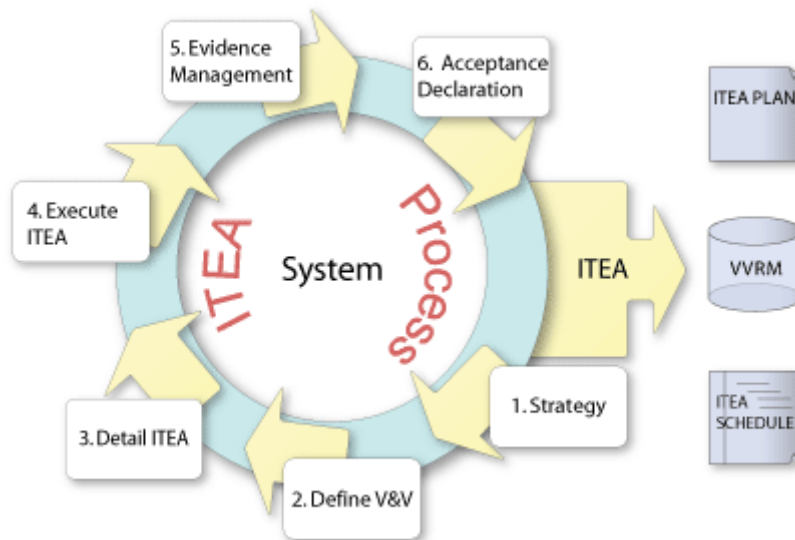 5. Evidence
Management
6. Acceptance
Declaration
ITEA PLAN
4. Execute
ITEA
ITEA
System
Process
ITEA
VVRM
3. Detail ITEA
2. Define V&V
1. Strategy
ITEA
SCHEDULE